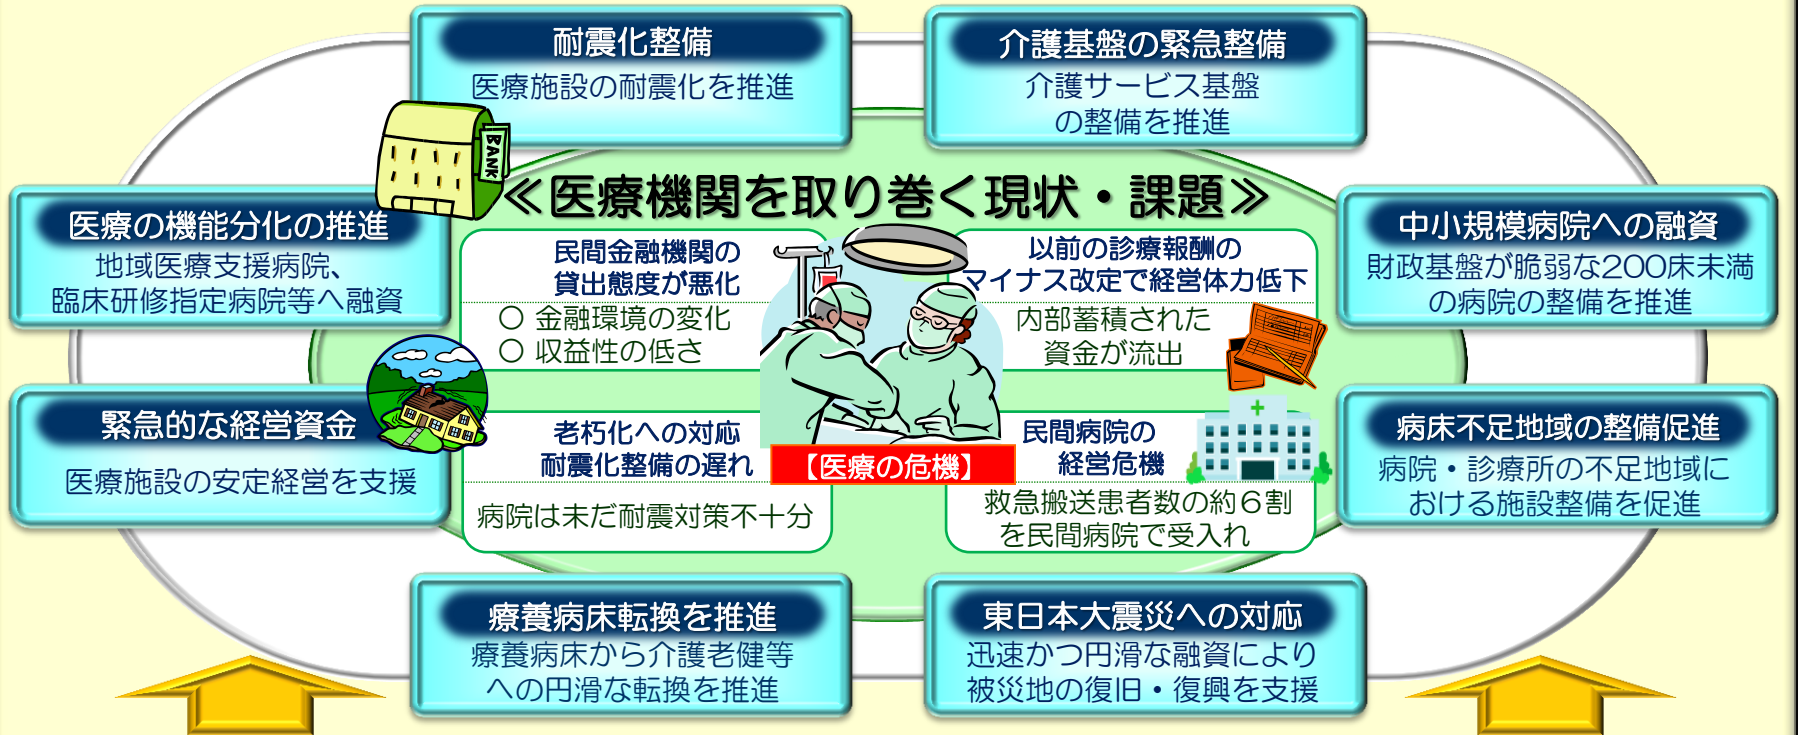 耐震化整備
医療施設の耐震化を推進
介護基盤の緊急整備
介護サービス基盤
の整備を推進
BANK
≪医療機関を取り巻く現状・課題≫
医療の機能分化の推進
地域医療支援病院、
臨床研修指定病院等へ融資
民間金融機関の
貸出態度が悪化
〇 金融環境の変化
〇 収益性の低さ
以前の診療報酬の
マイナス改定で経営体力低下
内部蓄積された
資金が流出
中小規模病院への融資
財政基盤が脆弱な200床未満
の病院の整備を推進
緊急的な経営資金
医療施設の安定経営を支援
老朽化への対応
耐震化整備の遅れ
病院は未だ耐震対策不十分
【医療の危機】
民間病院の
経営危機
救急搬送患者数の約６割
を民間病院で受入れ
病床不足地域の整備促進
病院・診療所の不足地域に
おける施設整備を促進
療養病床転換を推進
療養病床から介護老健等
への円滑な転換を推進
東日本大震災への対応
迅速かつ円滑な融資により
被災地の復旧・復興を支援